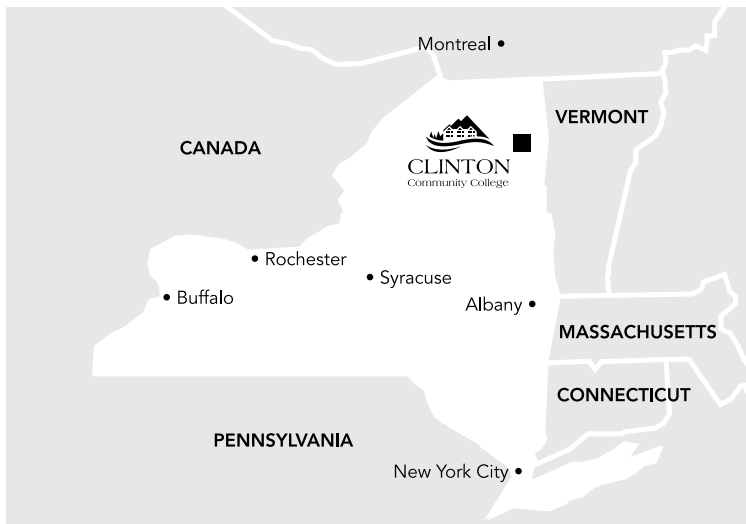 Montreal
VERMONT
CANADA
CLINTON
Community College
Rochester
Syracuse
Buffalo
Albany
MASSACHUSETTS
CONNECTICUT
PENNSYLVANIA
New York City